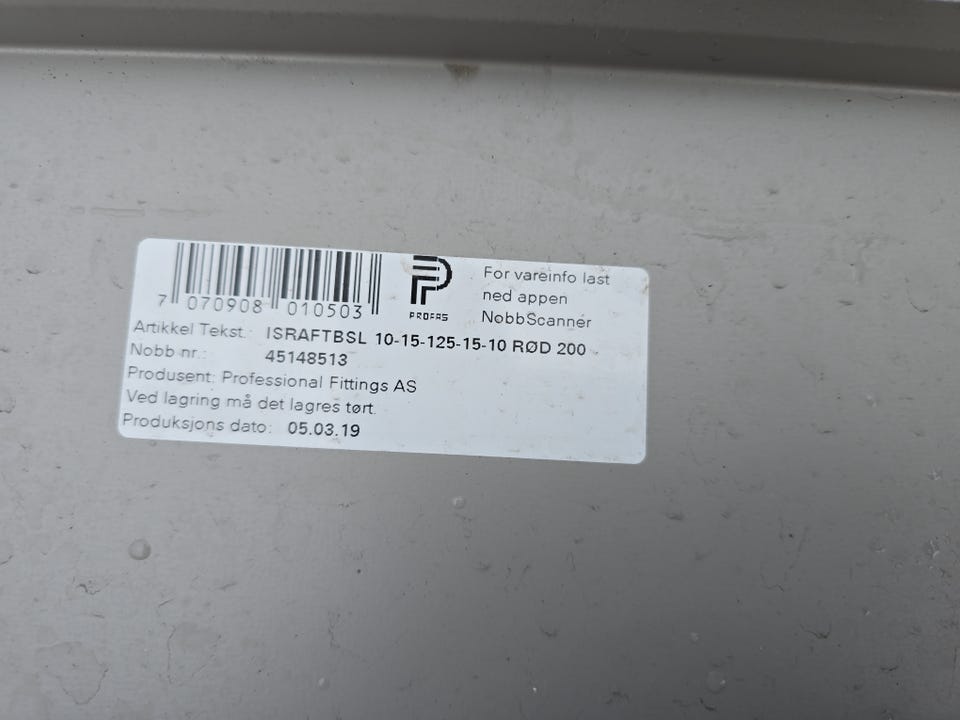 7 070908 010503
PROFAS
For vareinfo last
ned appen
NobbScanner
Artikkel Tekst: ISRAFTBSL 10-15-125-15-10 RØD 200
Nobb nr.: 45148513
Produsent: Professional Fittings AS
Ved lagring må det lagres tørt.
Produksjons dato: 05.03.19